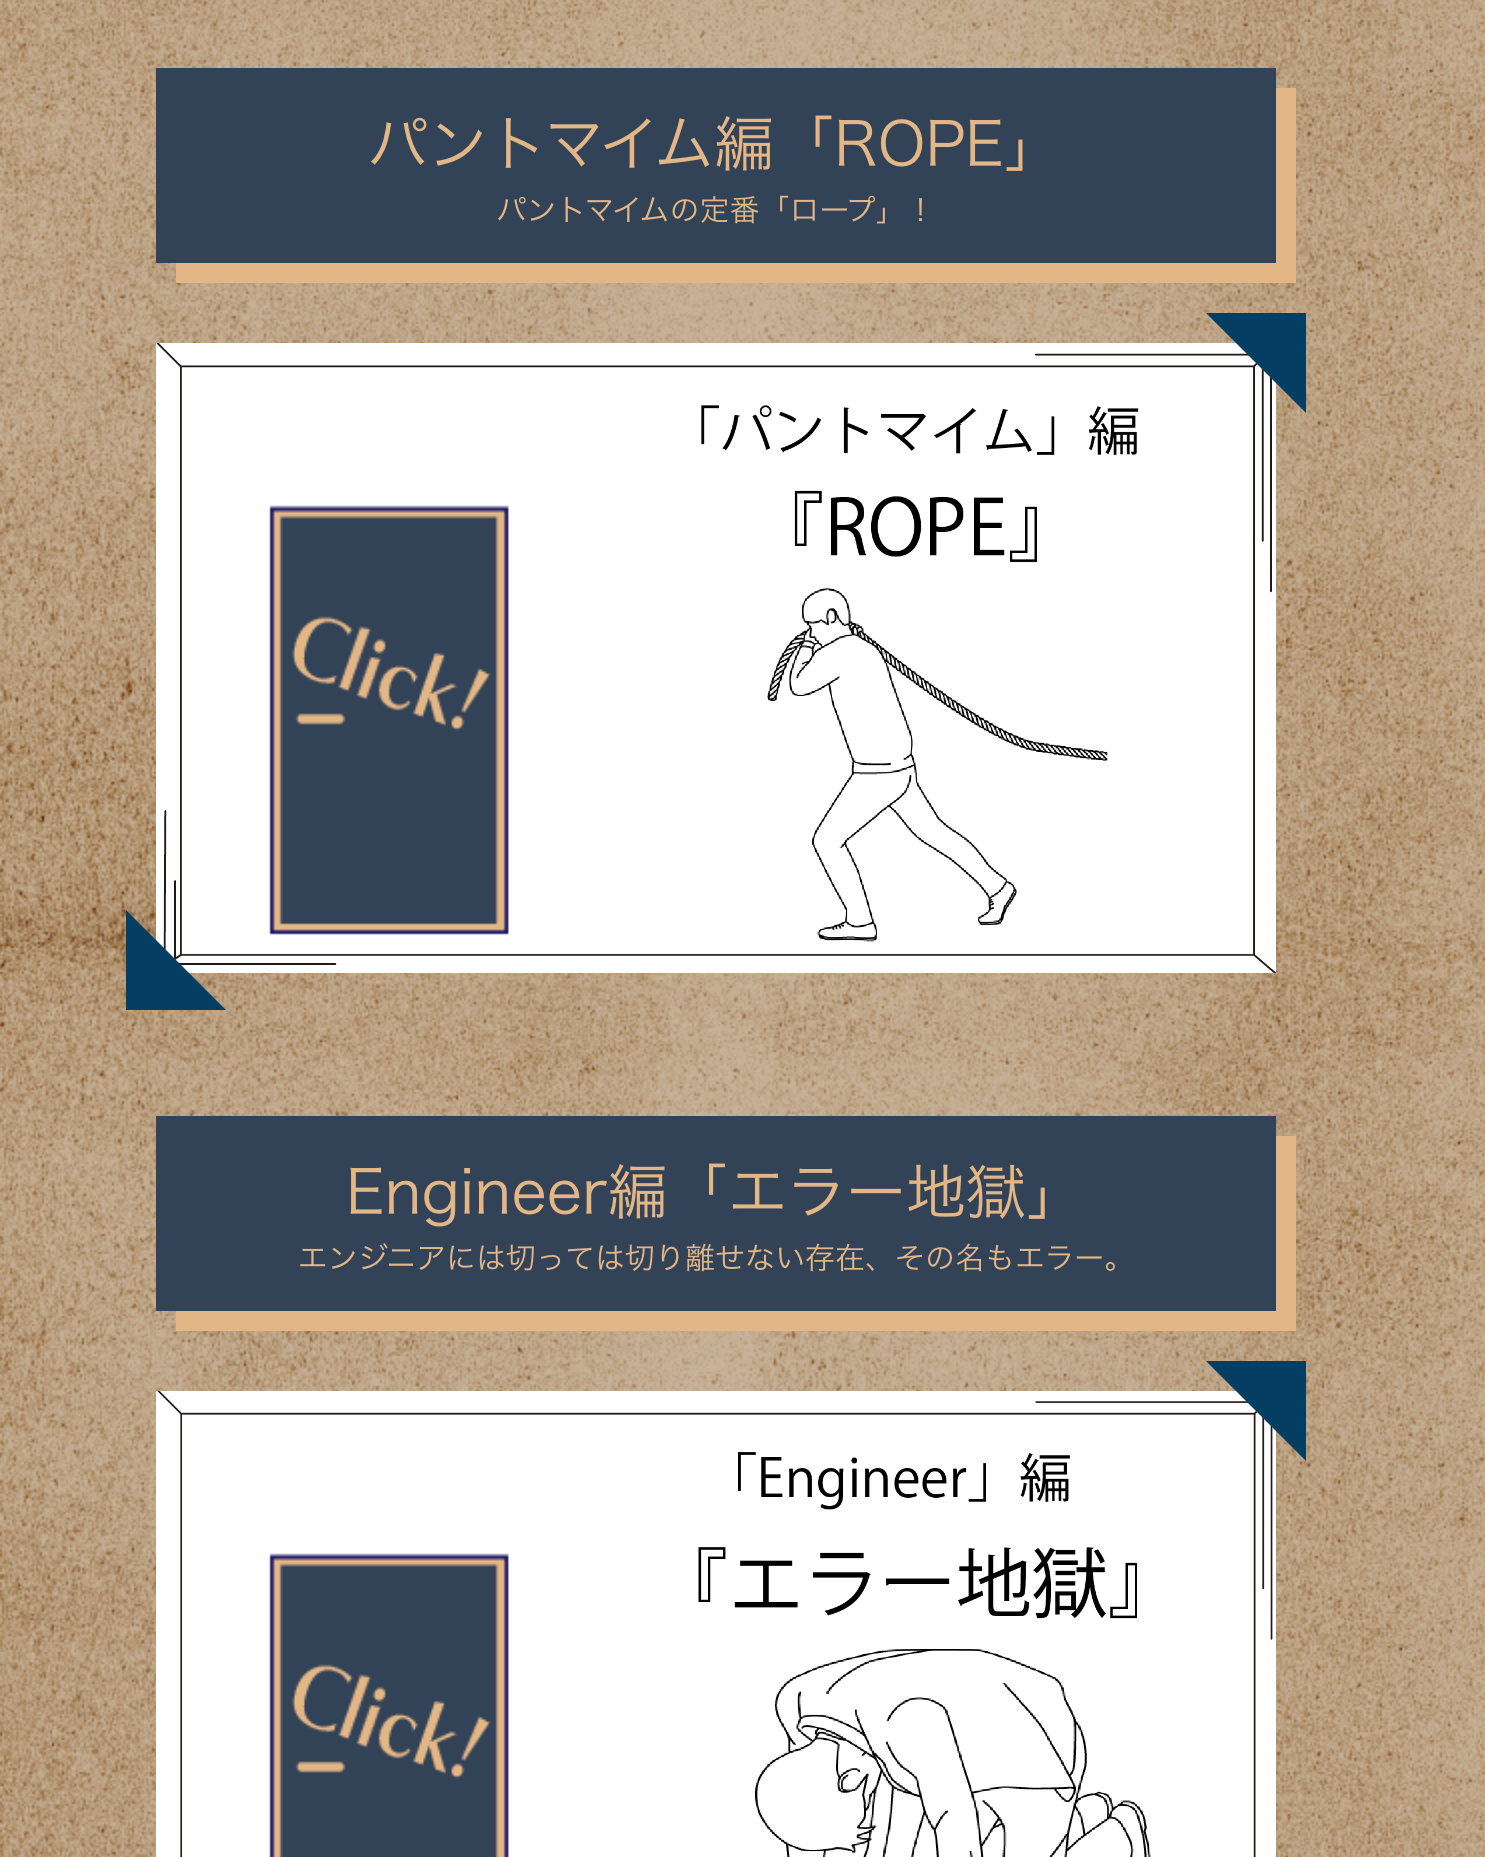 パントマイム編「ROPE」
パントマイムの定番「ロープ」！
「パントマイム」編
『ROPE』
Click!
Engineer編「エラー地獄」
エンジニアには切っては切り離せない存在、その名もエラー。
「Engineer」編
『エラー地獄』
Click!